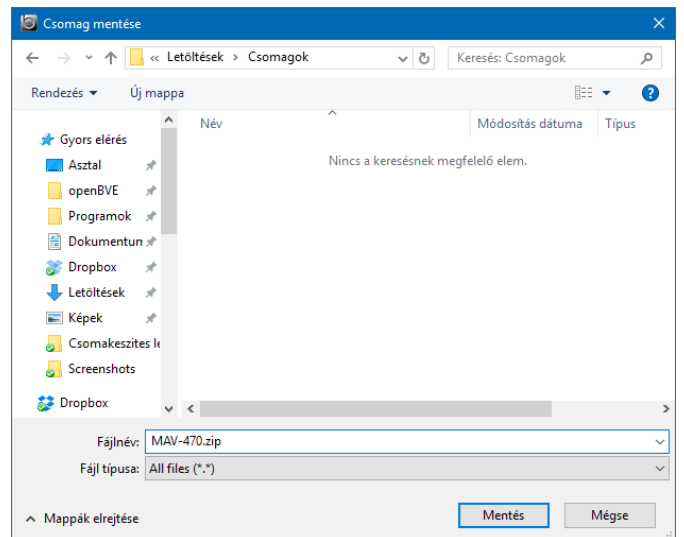 Csomag mentése
« Letöltések > Csomagok
Keresés: Csomagok
Rendezés
Új mappa
Név
Módosítás dátuma
Típus
Nincs a keresésnek megfelelő elem.
Gyors elérés
Asztal
openBVE
Programok
Dokumentum
Dropbox
Letöltések
Képek
Csomakeszites le
Screenshots
Dropbox
Fájlnév: MAV-470.zip
Fájl típusa: All files (*.*)
Mappák elrejtése
Mentés
Mégse